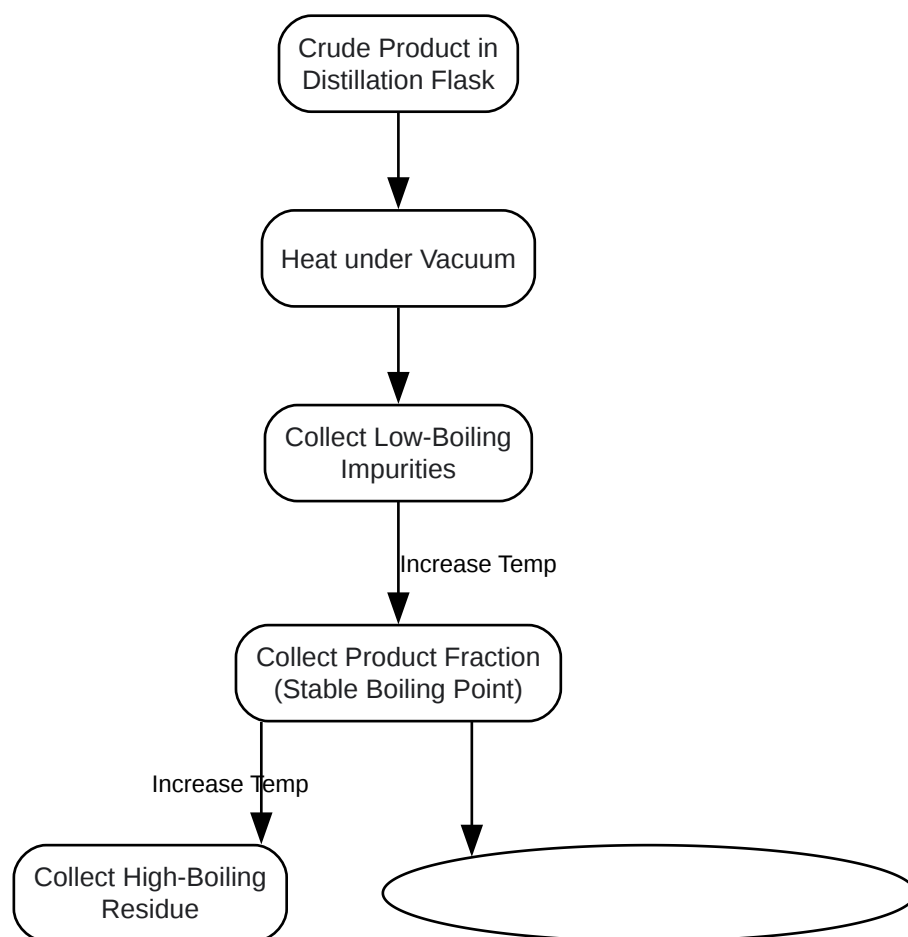 Crude Product in
Distillation Flask
Heat under Vacuum
Collect Low-Boiling
Impurities
Increase Temp
Collect Product Fraction
(Stable Boiling Point)
Increase Temp
Collect High-Boiling
Residue